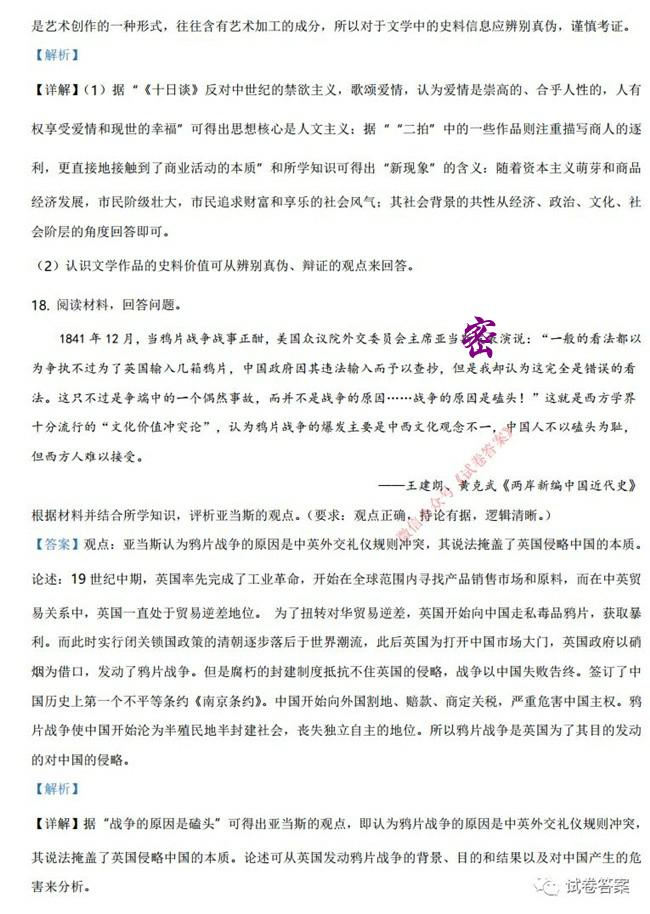 是艺术创作的一种形式，往往含有艺术加工的成分，所以对于文学中的史料信息应辨别真伪，谨慎考证。
【解析】
【详解】（1）据“《十日谈》反对中世纪的禁欲主义，歌颂爱情，认为爱情是崇高的、合乎人性的，人有
权享受爱情和现世的幸福”可得出思想核心是人文主义；据““二拍”中的一些作品则注重描写商人的逐
利，更直接地接触到了商业活动的本质”和所学知识可得出“新现象”的含义：随着资本主义萌芽和商品
经济发展，市民阶级壮大，市民追求财富和享乐的社会风气；其社会背景的共性从经济、政治、文化、社
会阶层的角度回答即可。
（2）认识文学作品的史料价值可从辨别真伪、辩证的观点来回答。
18. 阅读材料，回答问题。
1841 年 12 月，当鸦片战争战事正酣，美国众议院外交委员会主席亚当 密 演说：“一般的看法都以
为争执不过为了英国输入几箱鸦片，中国政府因其违法输入而予以查抄，但是我却认为这完全是错误的看
法。这只不过是争端中的一个偶然事故，而并不是战争的原因……战争的原因是磕头！”这就是西方学界
十分流行的“文化价值冲突论”，认为鸦片战争的爆发主要是中西文化观念不一，中国人不以磕头为耻，
但西方人难以接受。
——王建朗、黄克武《两岸新编中国近代史》
根据材料并结合所学知识，评析亚当斯的观点。（要求：观点正确，持论有据，逻辑清晰。）
微信公众号《试卷答案》
【答案】观点：亚当斯认为鸦片战争的原因是中英外交礼仪规则冲突，其说法掩盖了英国侵略中国的本质。
论述：19 世纪中期，英国率先完成了工业革命，开始在全球范围内寻找产品销售市场和原料，而在中英贸
易关系中，英国一直处于贸易逆差地位。 为了扭转对华贸易逆差，英国开始向中国走私毒品鸦片，获取暴
利。而此时实行闭关锁国政策的清朝逐步落后于世界潮流，此后英国为打开中国市场大门，英国政府以硝
烟为借口，发动了鸦片战争。但是腐朽的封建制度抵抗不住英国的侵略，战争以中国失败告终。签订了中
国历史上第一个不平等条约《南京条约》。中国开始向外国割地、赔款、商定关税，严重危害中国主权。鸦
片战争使中国开始沦为半殖民地半封建社会，丧失独立自主的地位。所以鸦片战争是英国为了其目的发动
的对中国的侵略。
【解析】
【详解】据“战争的原因是磕头”可得出亚当斯的观点，即认为鸦片战争的原因是中英外交礼仪规则冲突，
其说法掩盖了英国侵略中国的本质。论述可从英国发动鸦片战争的背景、目的和结果以及对中国产生的危
害来分析。
试卷答案